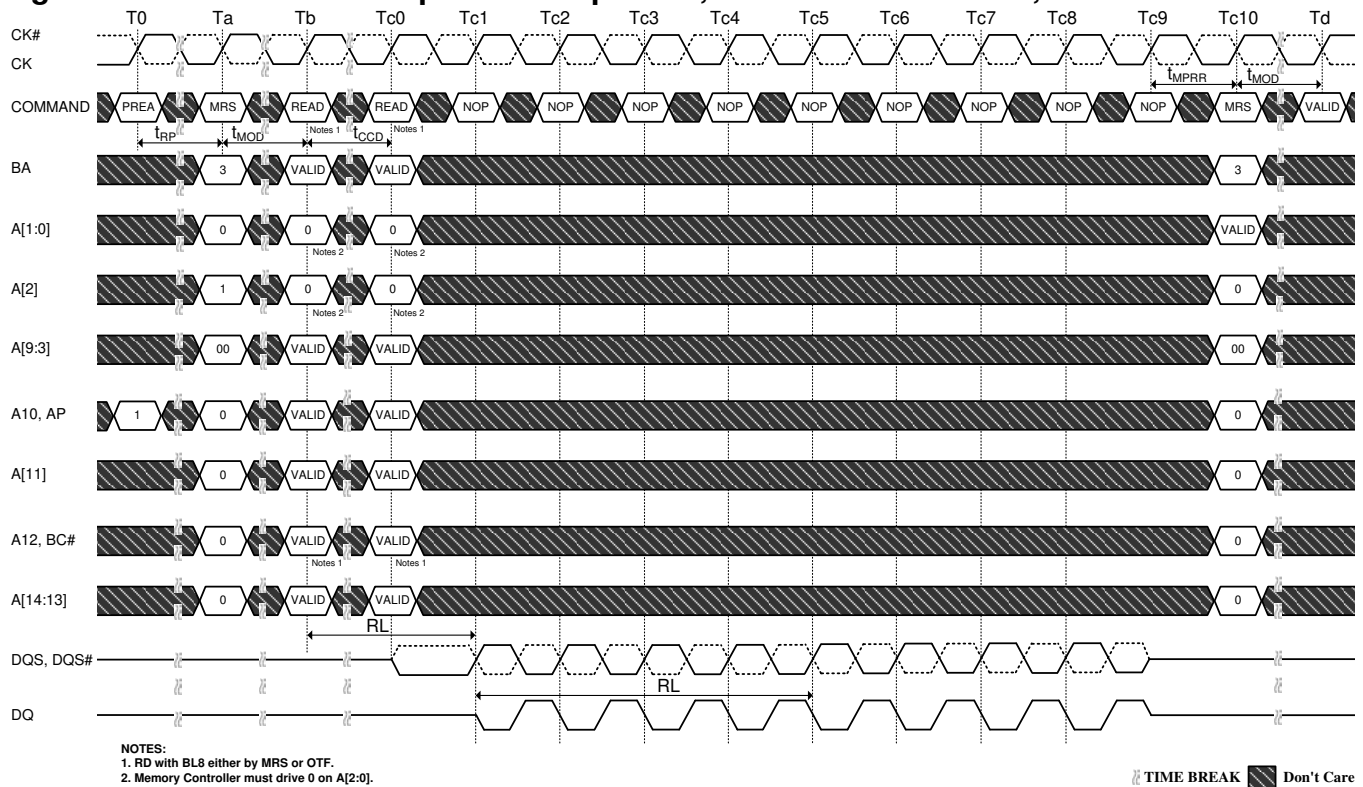 T0 Ta Tb Tc0 Tc1 Tc2 Tc3 Tc4 Tc5 Tc6 Tc7 Tc8 Tc9 Tc10 Td
CK#
CK
tMPRR tMOD
COMMAND PREA MRS READ READ NOP NOP NOP NOP NOP NOP NOP NOP NOP MRS VALID
Notes 1 Notes 1
tRP tMOD tCCD
BA 3 VALID VALID 3
A[1:0] 0 0 0 VALID
Notes 2 Notes 2
A[2] 1 0 0 0
Notes 2 Notes 2
A[9:3] 00 VALID VALID 00
A10, AP 1 0 VALID VALID 0
A[11] 0 VALID VALID 0
A12, BC# 0 VALID VALID 0
Notes 1 Notes 1
A[14:13] 0 VALID VALID 0
RL
DQS, DQS#
RL
DQ
NOTES:
1. RD with BL8 either by MRS or OTF.
2. Memory Controller must drive 0 on A[2:0].
TIME BREAK Don't Care